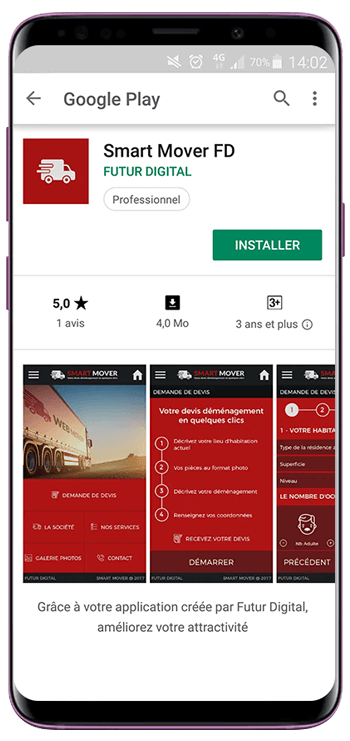 4G 70% 14:02
Google Play
Smart Mover FD
FUTUR DIGITAL
Professionnel
INSTALLER
5,0 ★
1 avis
4,0 Mo
3+
3 ans et plus
SMART MOVER
DEMANDE DE DEVIS
LA SOCIÉTÉ
NOS SERVICES
GALERIE PHOTOS
CONTACT
FUTUR DIGITAL
SMART MOVER @ 2017
SMART MOVER
DEMANDE DE DEVIS
Votre devis déménagement
en quelques clics
1 Décrivez votre lieu d'habitation
actuel
2 Vos pièces au format photo
3 Décrivez votre déménagement
4 Renseignez vos coordonnées
RECEVEZ VOTRE DEVIS
DÉMARRER
FUTUR DIGITAL
SMART MOVER @ 2017
DEMANDE DE DEVIS
1 2
1 - VOTRE HABITA
Type de la résidence a
Superficie
Niveau
LE NOMBRE D'OC
Nb Adulte
PRÉCÉDENT
FUTUR DIGITAL
Grâce à votre application créée par Futur Digital,
améliorez votre attractivité